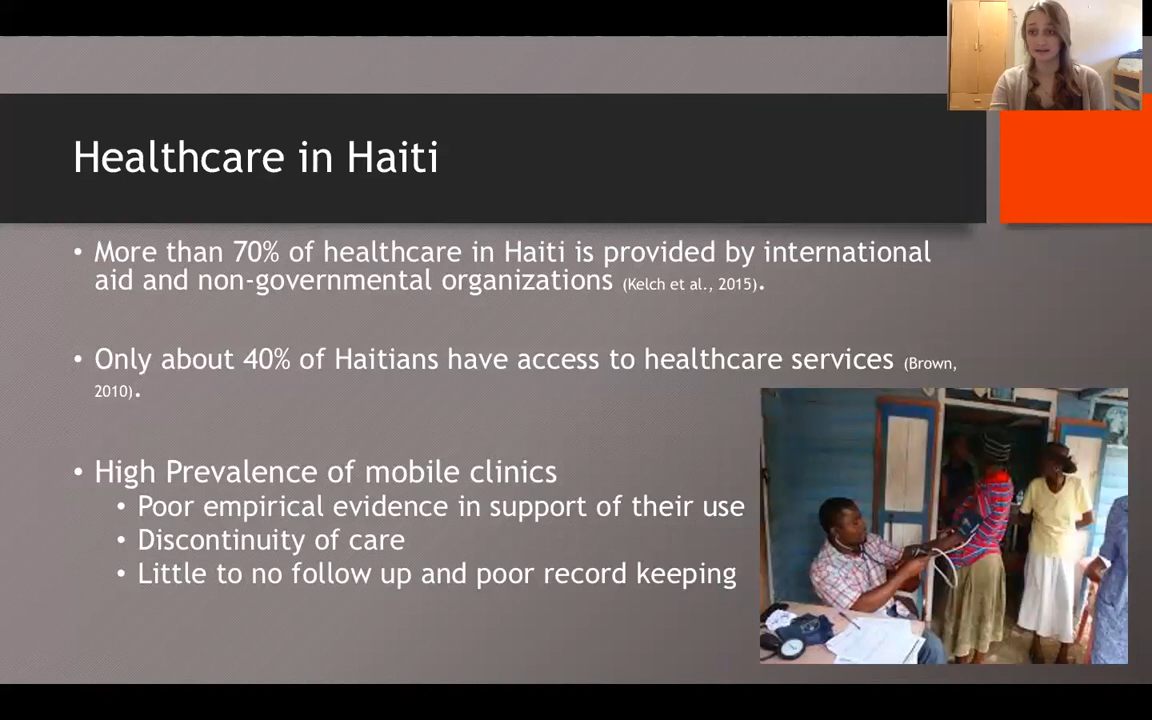 Healthcare in Haiti
• More than 70% of healthcare in Haiti is provided by international
aid and non-governmental organizations (Kelch et al., 2015).
• Only about 40% of Haitians have access to healthcare services (Brown,
2010).
• High Prevalence of mobile clinics
• Poor empirical evidence in support of their use
• Discontinuity of care
• Little to no follow up and poor record keeping